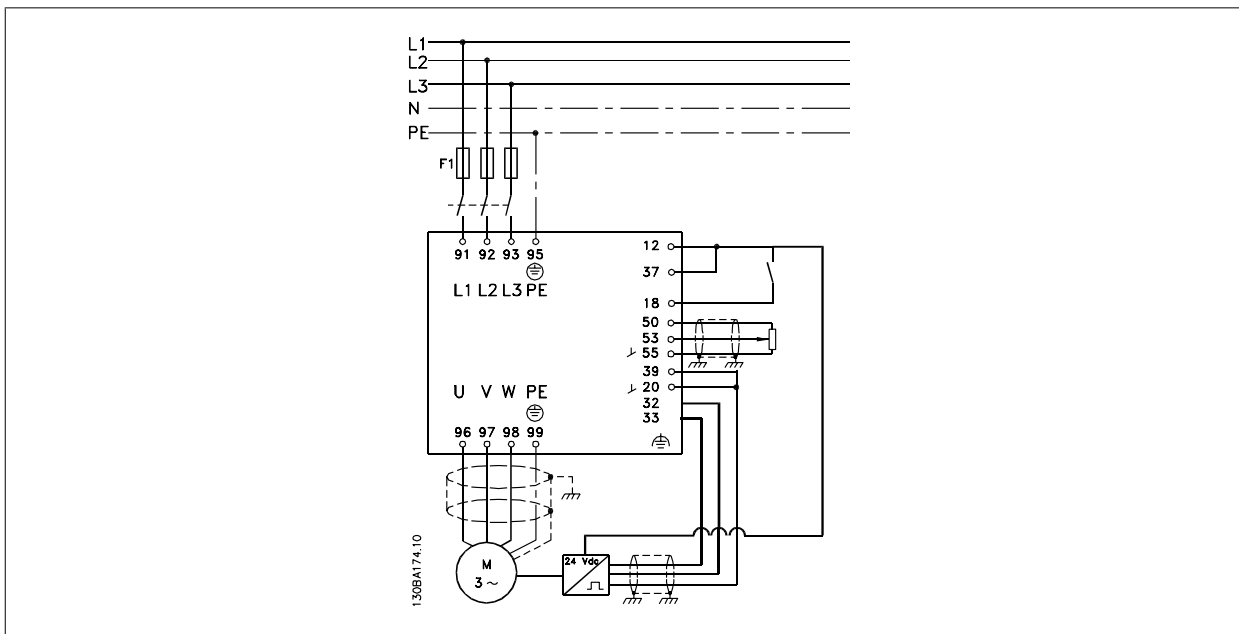 L1
L2
L3
N
PE
F1
91 92 93 95
L1 L2 L3 PE
12
37
18
50
53
55
39
20
32
33
U V W PE
96 97 98 99
M
3 ~
24 Vdc
130BA174.10